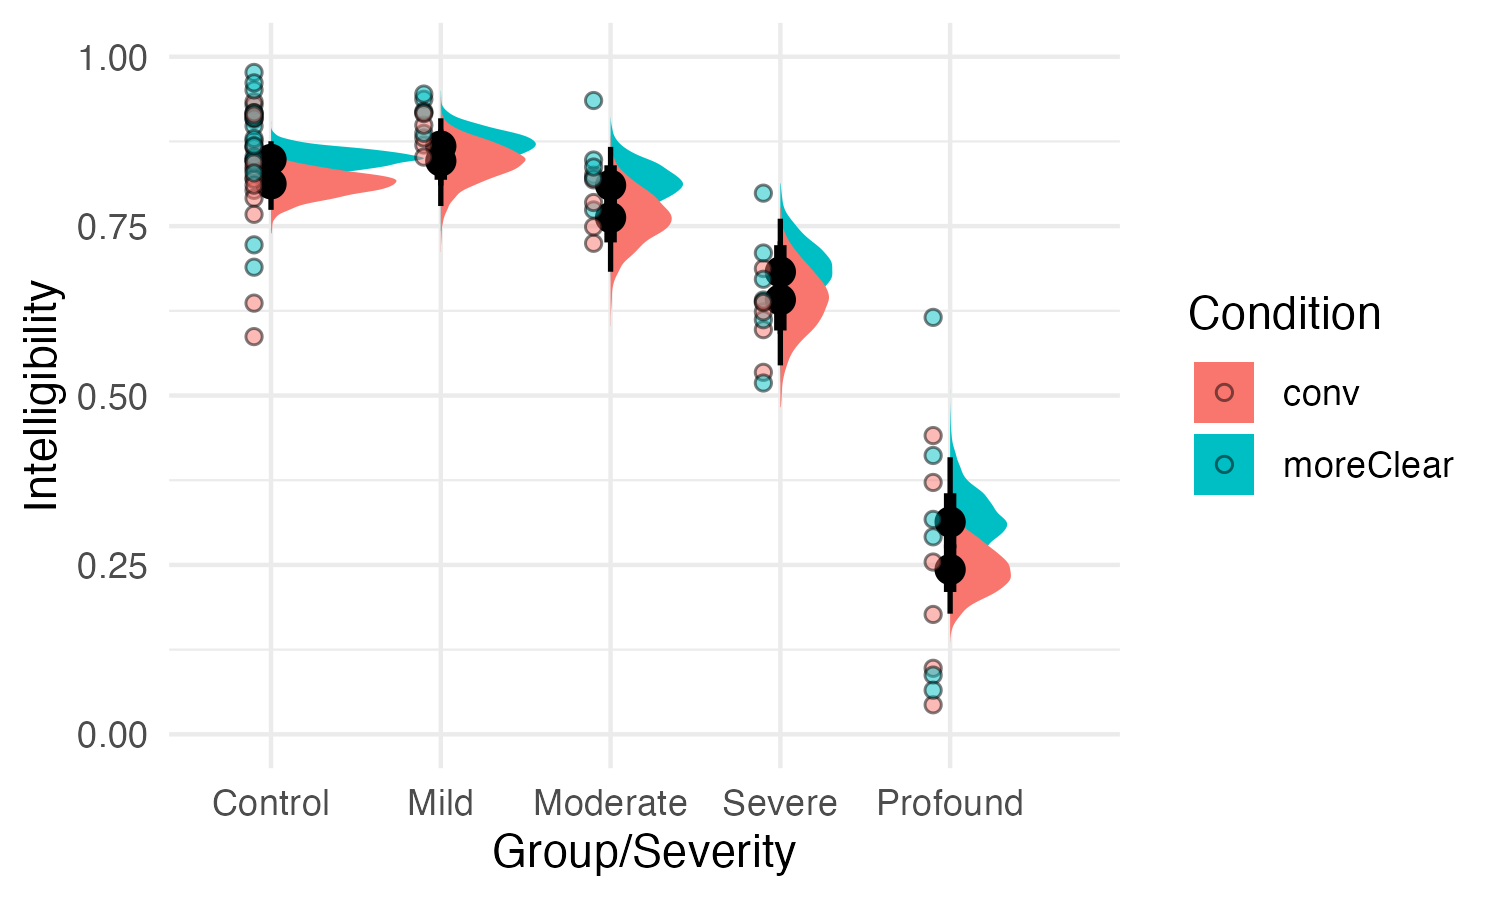 1.00
0.75
0.50
0.25
0.00
Intelligibility
Control Mild Moderate Severe Profound
Group/Severity
Condition
conv
moreClear